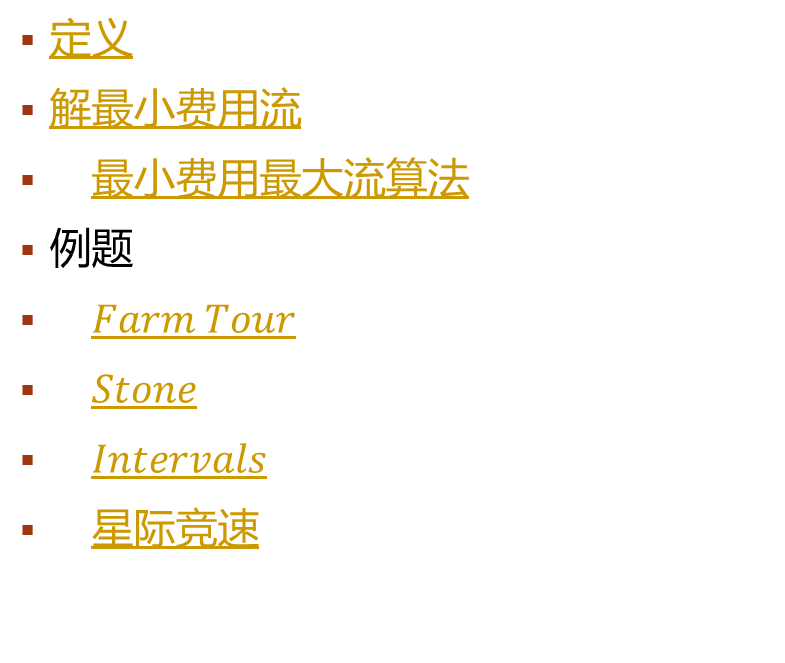 ▪ 定义
▪ 解最小费用流
▪ 最小费用最大流算法
▪ 例题
▪ Farm Tour
▪ Stone
▪ Intervals
▪ 星际竞速